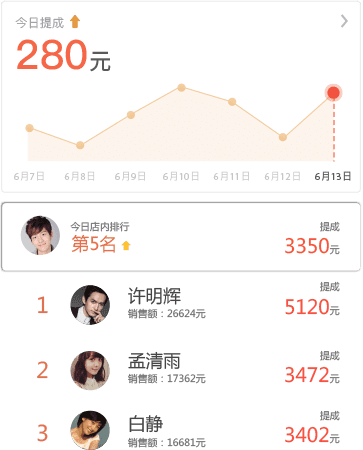 今日提成
280元
6月7日 6月8日 6月9日 6月10日 6月11日 6月12日 6月13日
今日店内排行 提成
第5名 3350元
提成
1 许明辉 5120元
销售额：26624元
提成
2 孟清雨 3472元
销售额：17362元
提成
3 白静 3402元
销售额：16681元